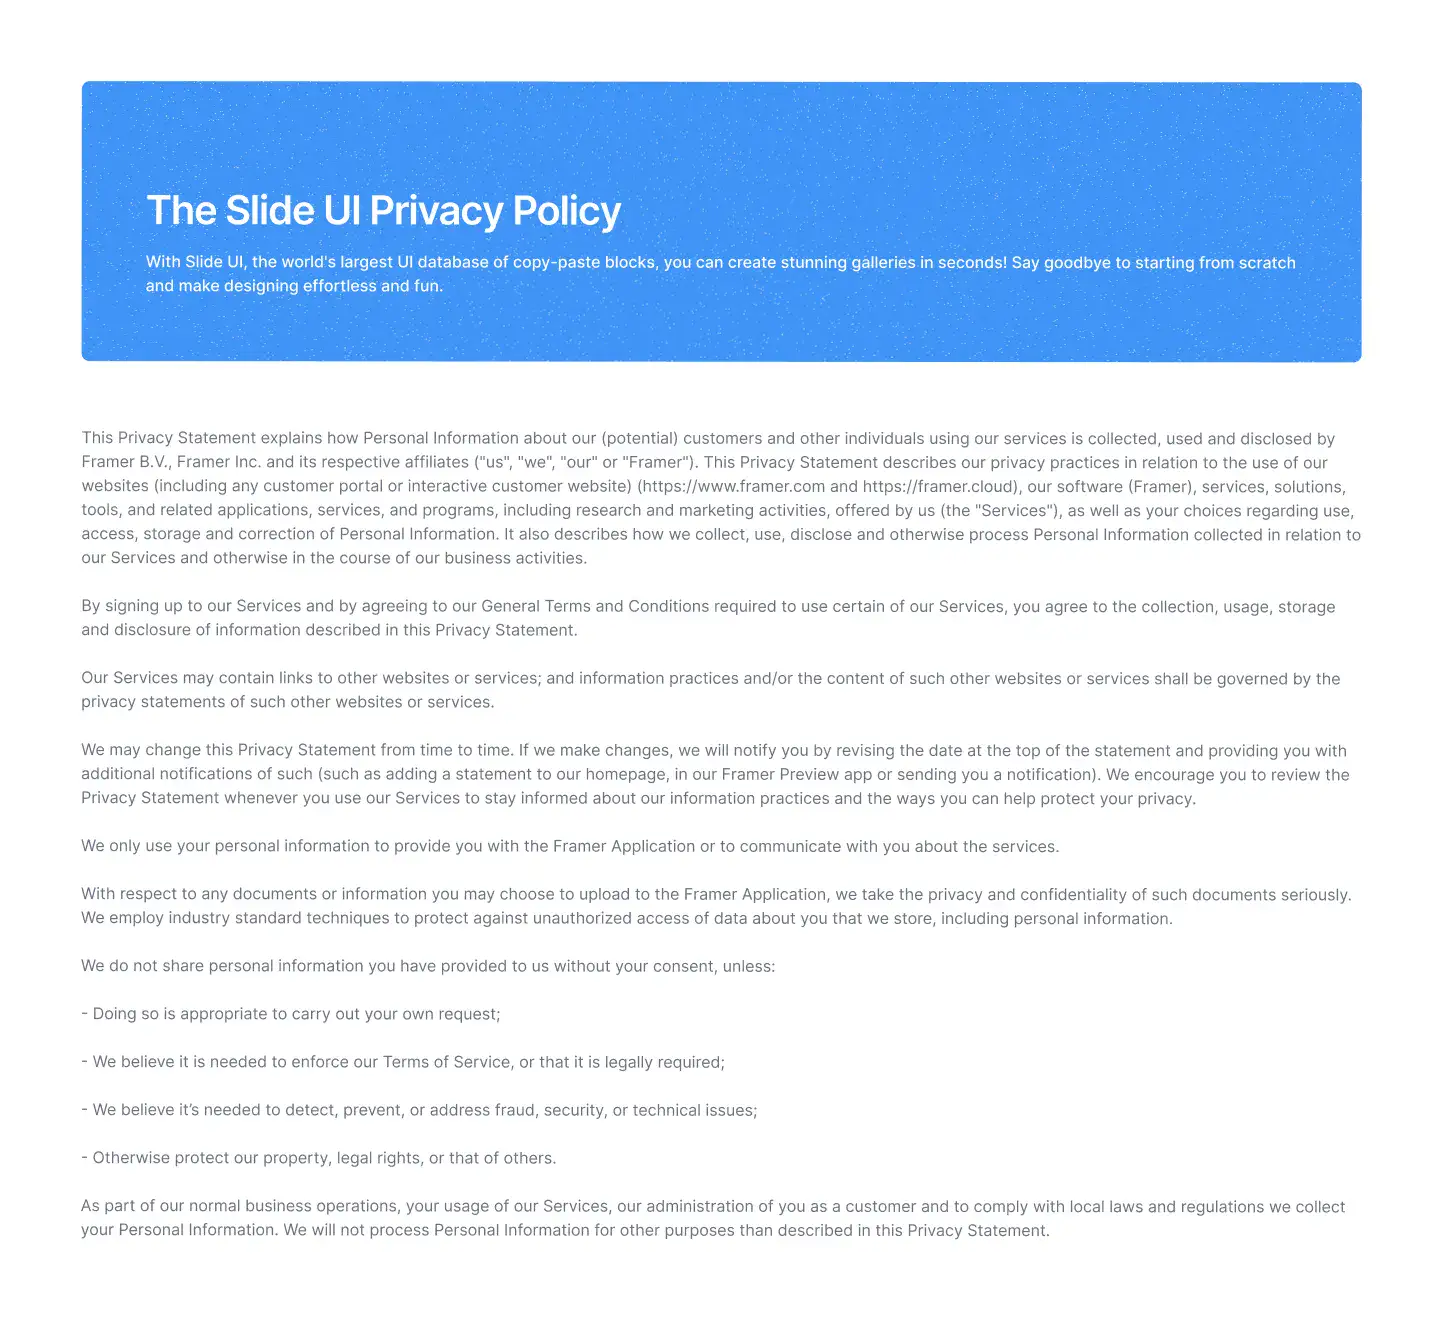 The Slide UI Privacy Policy
With Slide UI, the world's largest UI database of copy-paste blocks, you can create stunning galleries in seconds! Say goodbye to starting from scratch
and make designing effortless and fun.
This Privacy Statement explains how Personal Information about our (potential) customers and other individuals using our services is collected, used and disclosed by
Framer B.V., Framer Inc. and its respective affiliates ("us", "we", "our" or "Framer"). This Privacy Statement describes our privacy practices in relation to the use of our
websites (including any customer portal or interactive customer website) (https://www.framer.com and https://framer.cloud), our software (Framer), services, solutions,
tools, and related applications, services, and programs, including research and marketing activities, offered by us (the "Services"), as well as your choices regarding use,
access, storage and correction of Personal Information. It also describes how we collect, use, disclose and otherwise process Personal Information collected in relation to
our Services and otherwise in the course of our business activities.
By signing up to our Services and by agreeing to our General Terms and Conditions required to use certain of our Services, you agree to the collection, usage, storage
and disclosure of information described in this Privacy Statement.
Our Services may contain links to other websites or services; and information practices and/or the content of such other websites or services shall be governed by the
privacy statements of such other websites or services.
We may change this Privacy Statement from time to time. If we make changes, we will notify you by revising the date at the top of the statement and providing you with
additional notifications of such (such as adding a statement to our homepage, in our Framer Preview app or sending you a notification). We encourage you to review the
Privacy Statement whenever you use our Services to stay informed about our information practices and the ways you can help protect your privacy.
We only use your personal information to provide you with the Framer Application or to communicate with you about the services.
With respect to any documents or information you may choose to upload to the Framer Application, we take the privacy and confidentiality of such documents seriously.
We employ industry standard techniques to protect against unauthorized access of data about you that we store, including personal information.
We do not share personal information you have provided to us without your consent, unless:
- Doing so is appropriate to carry out your own request;
- We believe it is needed to enforce our Terms of Service, or that it is legally required;
- We believe it’s needed to detect, prevent, or address fraud, security, or technical issues;
- Otherwise protect our property, legal rights, or that of others.
As part of our normal business operations, your usage of our Services, our administration of you as a customer and to comply with local laws and regulations we collect
your Personal Information. We will not process Personal Information for other purposes than described in this Privacy Statement.